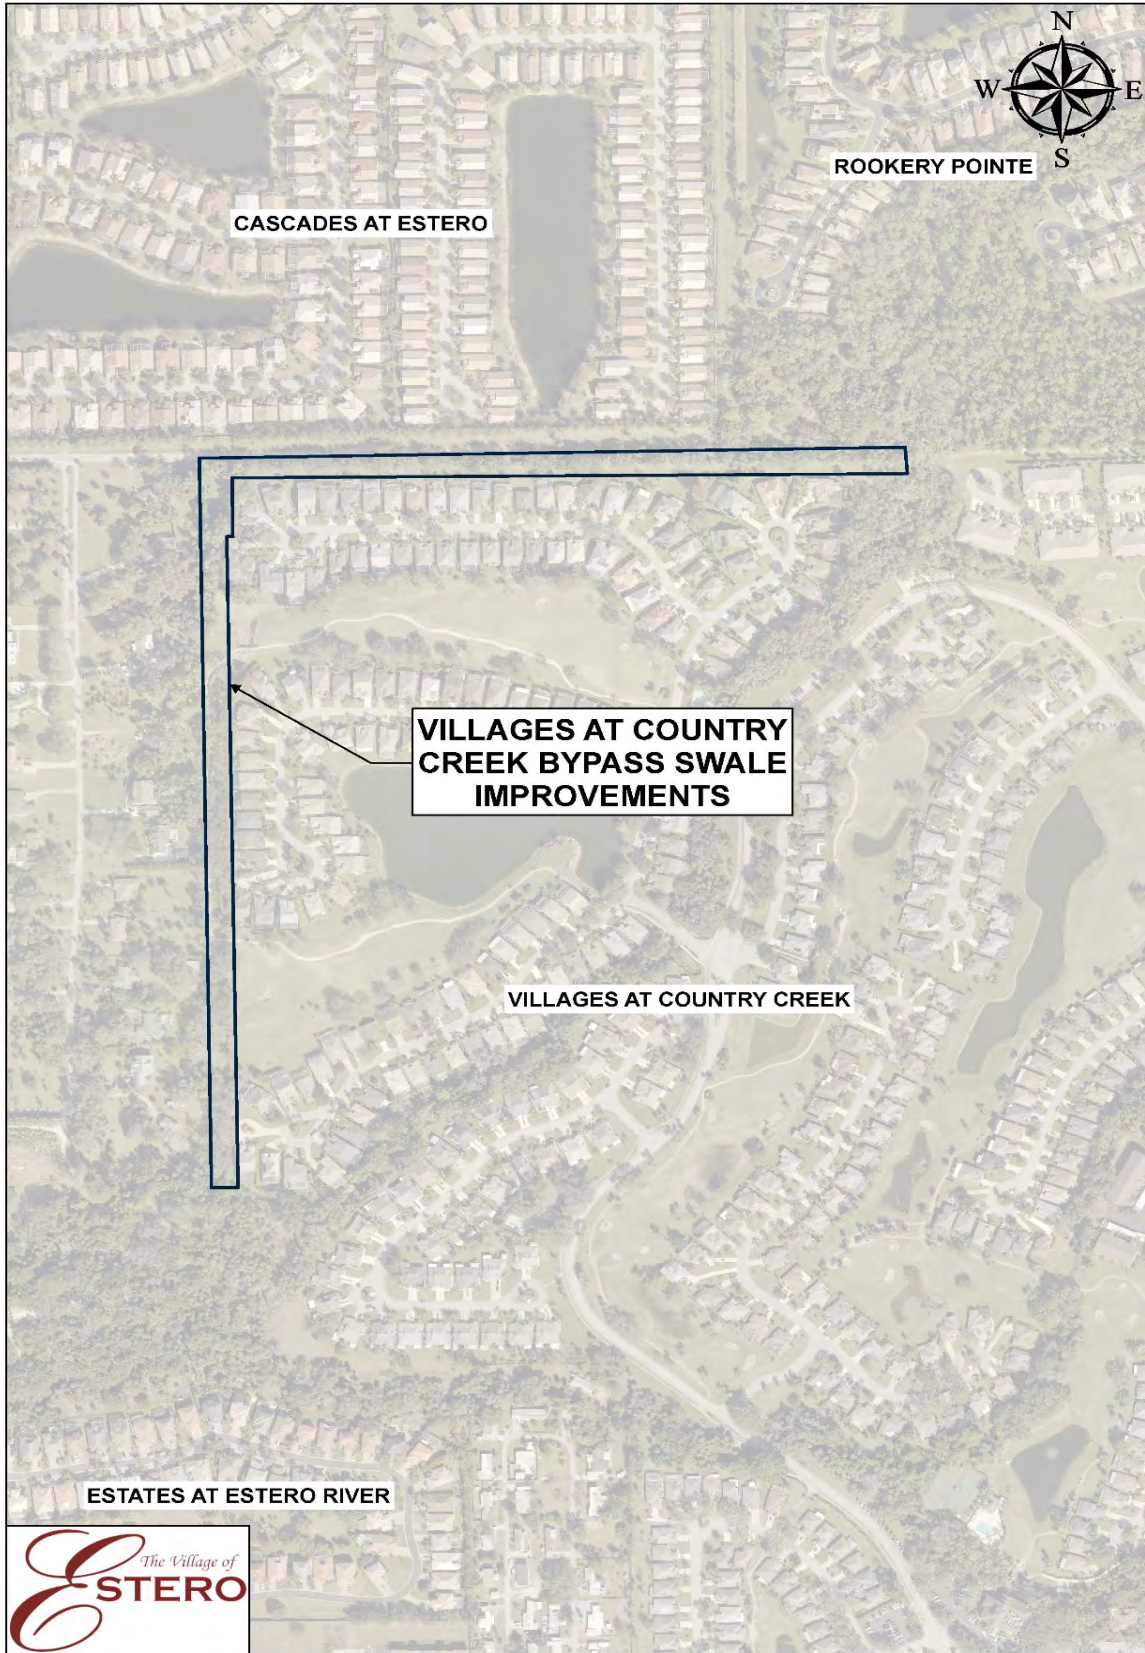 N
W E
S
ROOKERY POINTE
CASCADES AT ESTERO
VILLAGES AT COUNTRY
CREEK BYPASS SWALE
IMPROVEMENTS
VILLAGES AT COUNTRY CREEK
ESTATES AT ESTERO RIVER
The Village of
ESTERO